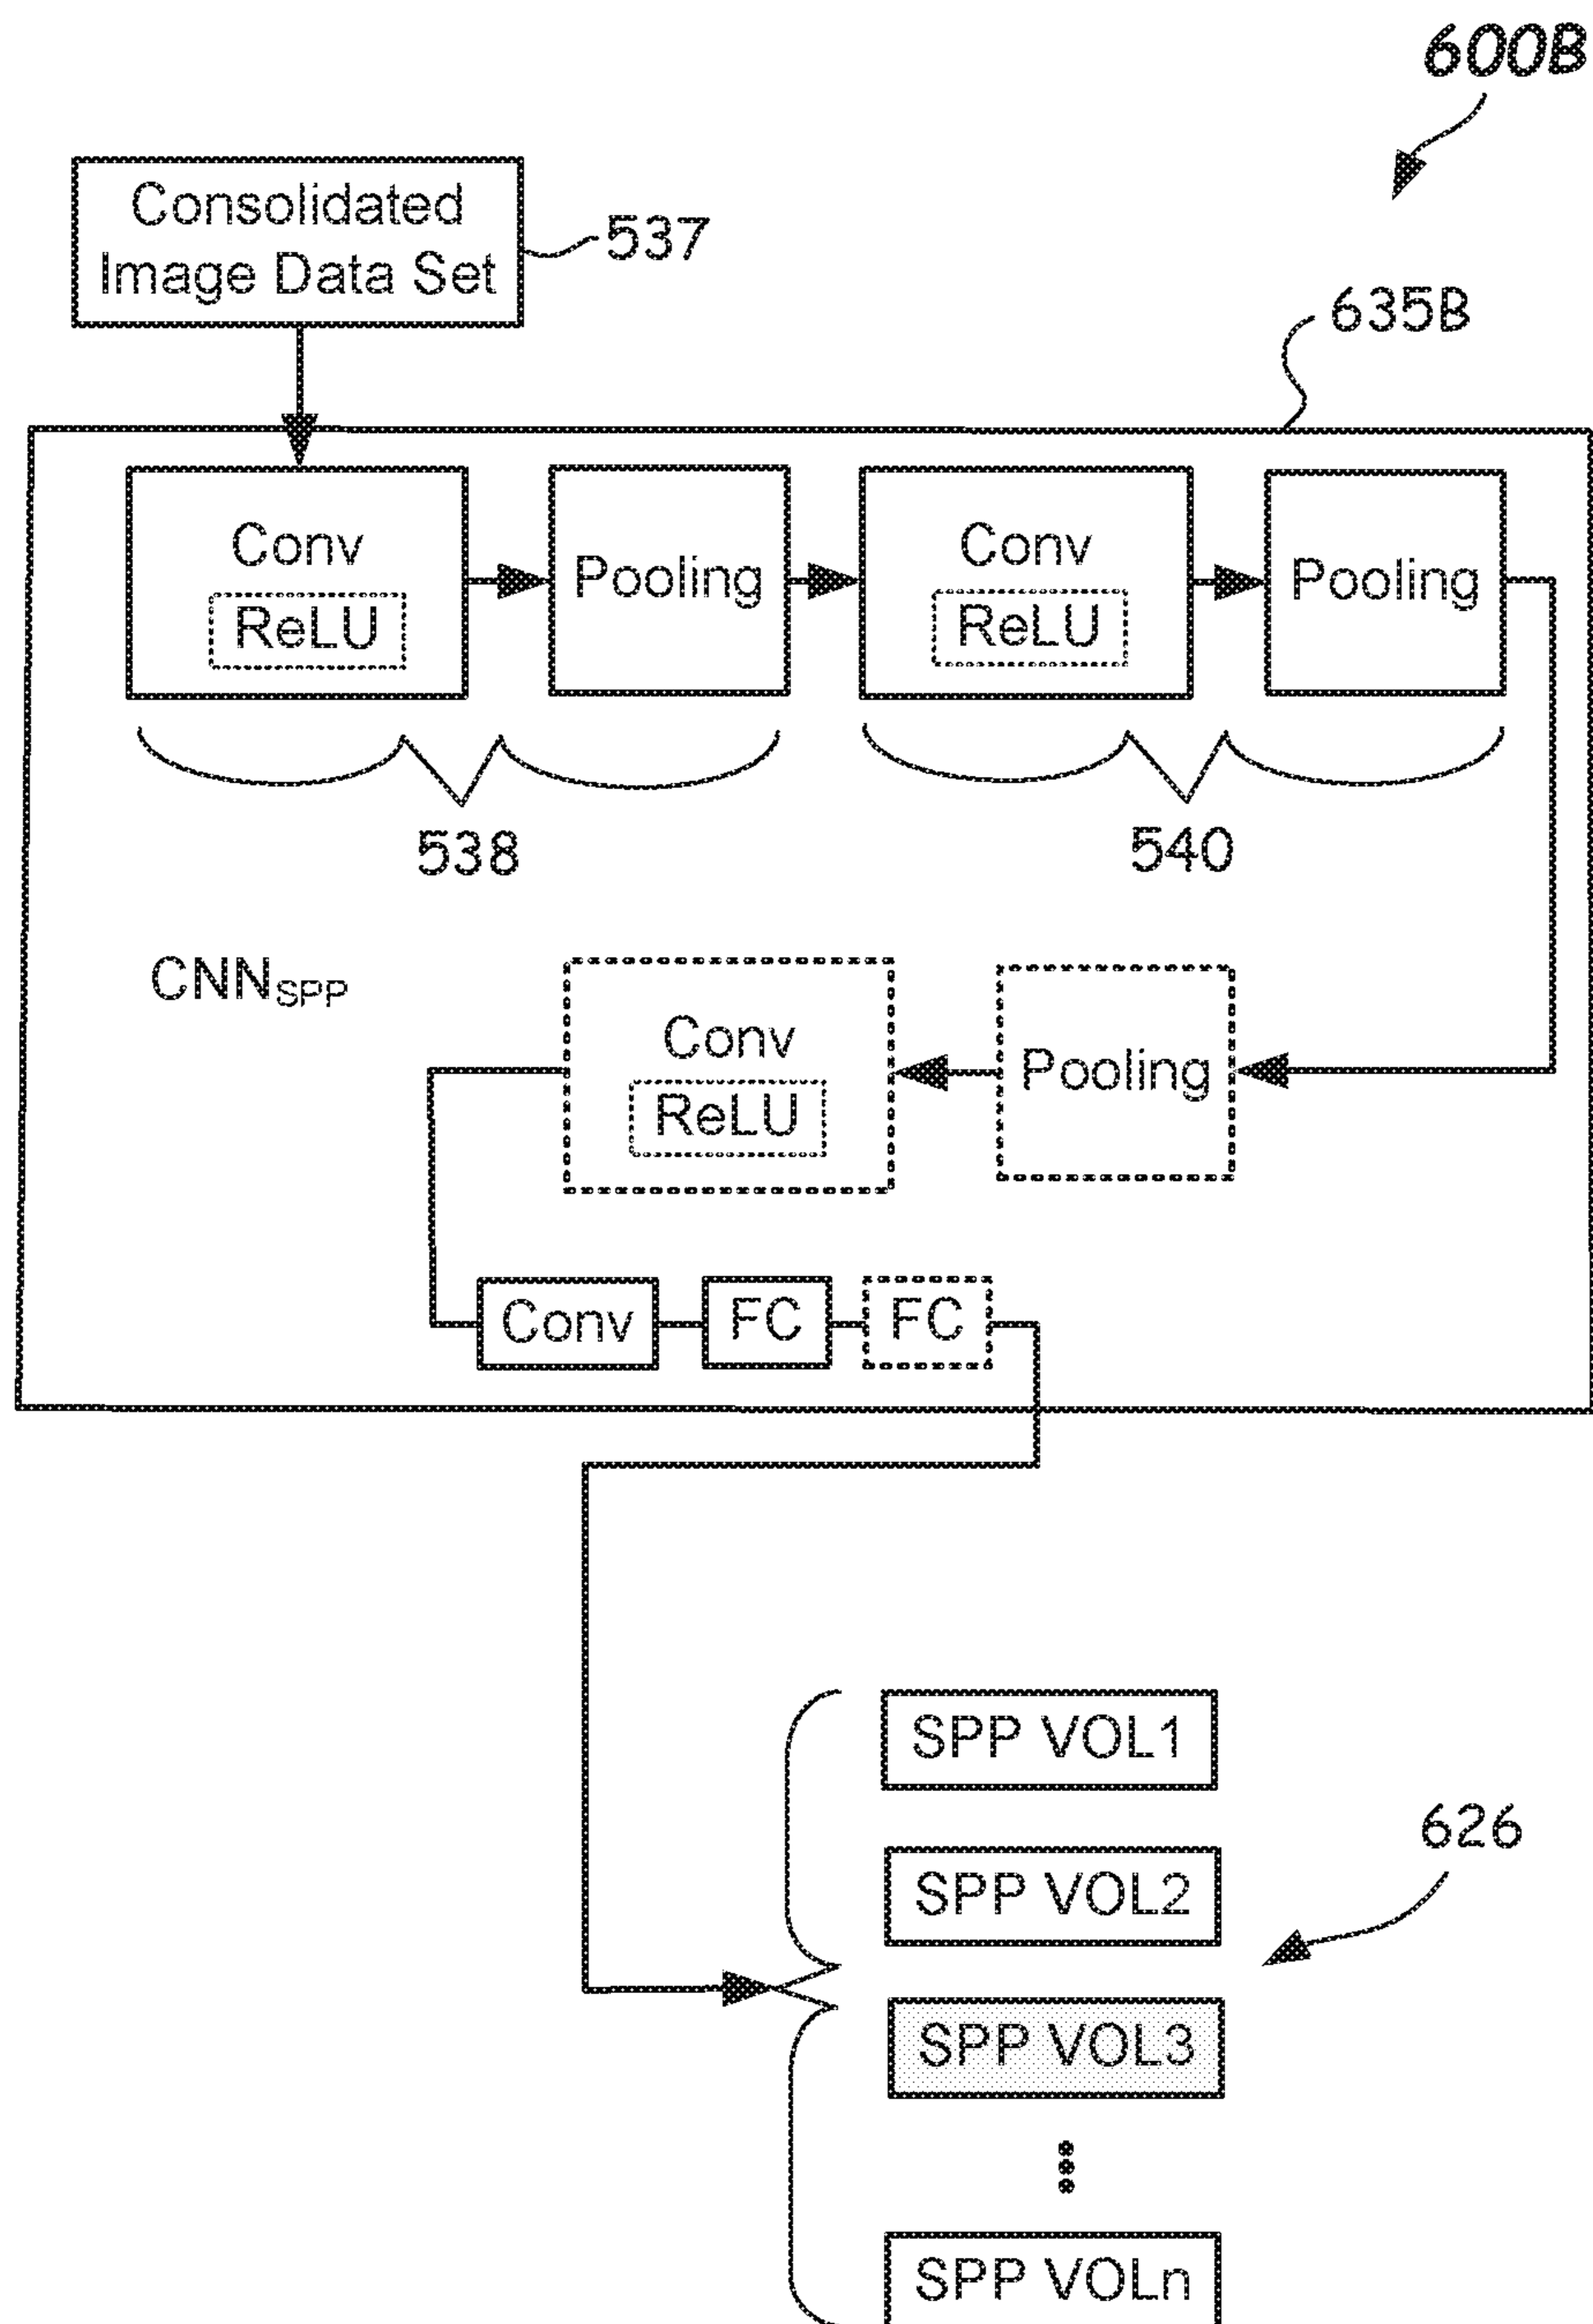 600B
Consolidated
Image Data Set
537
635B
Conv
ReLU
Pooling
Conv
ReLU
Pooling
538
540
CNNSPP
Conv
ReLU
Pooling
Conv
FC
FC
SPP VOL1
SPP VOL2
626
SPP VOL3
SPP VOLn